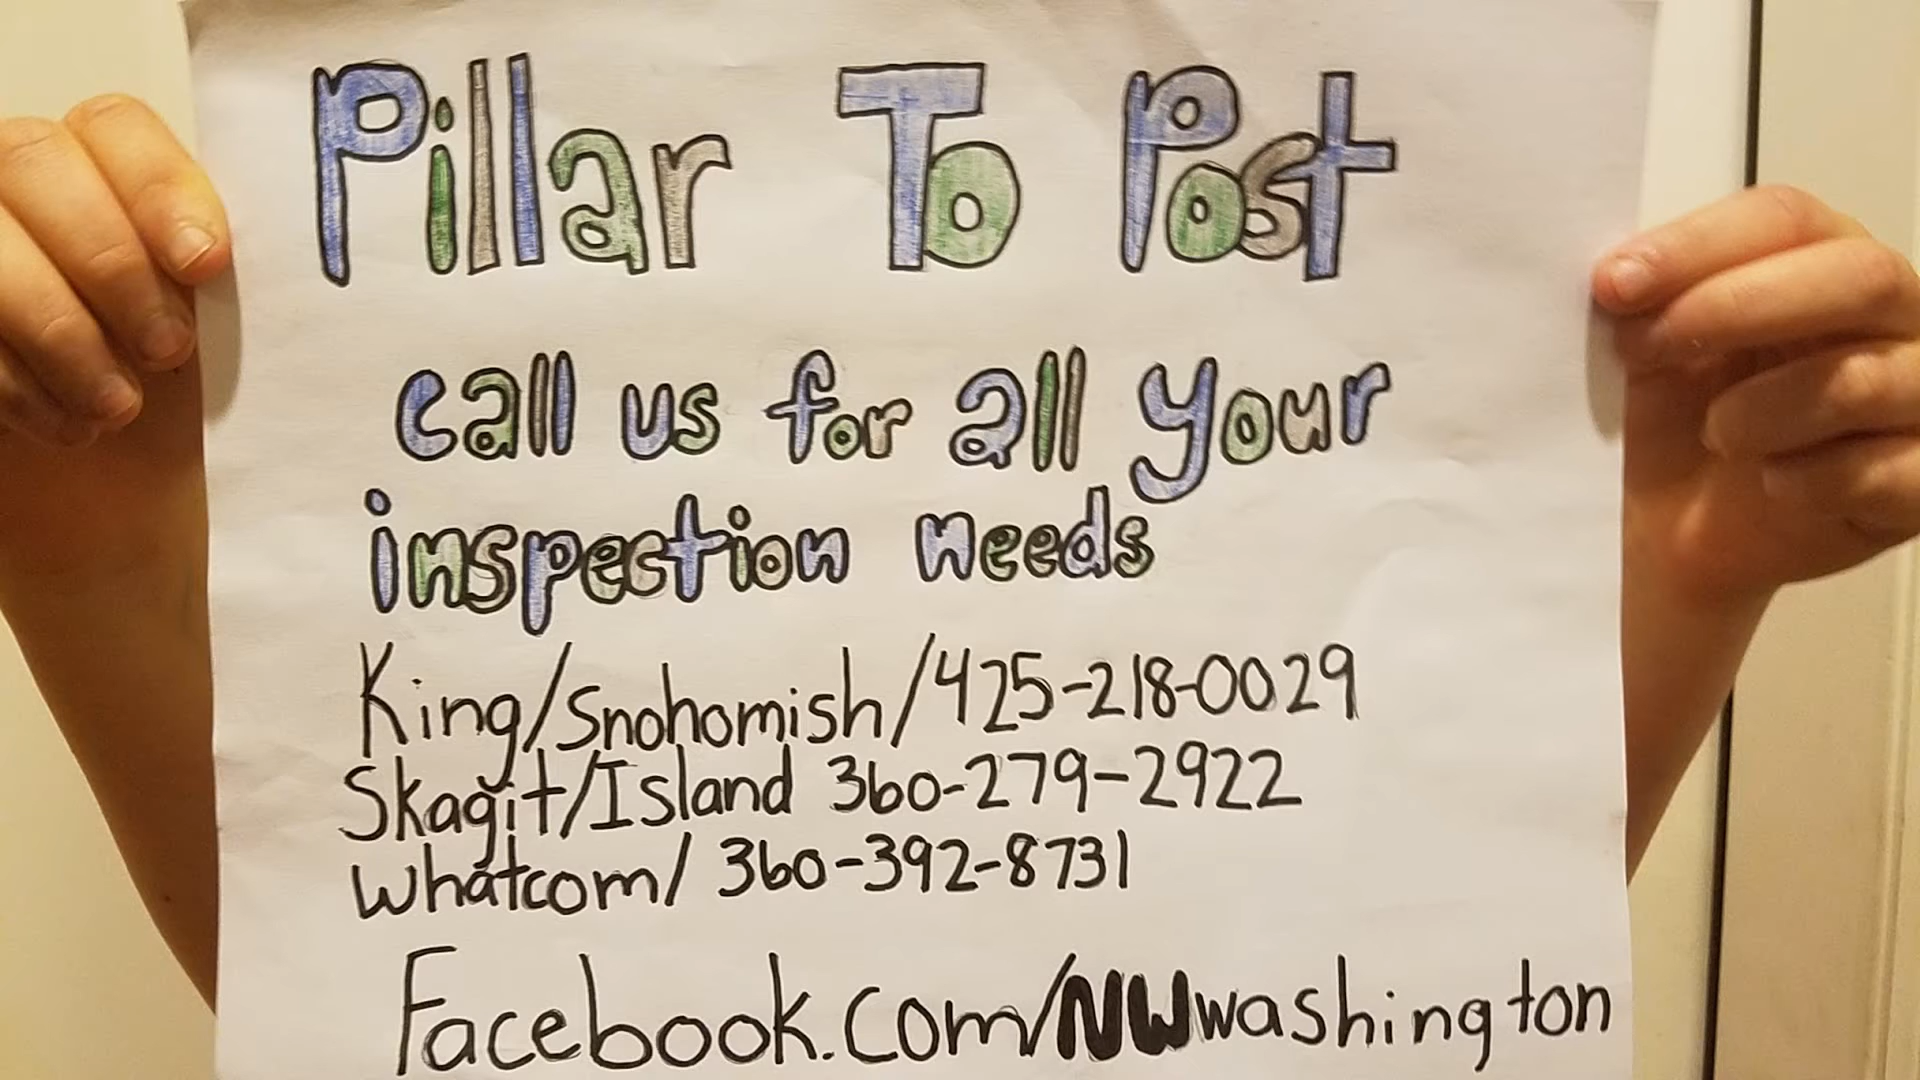 Pillar To Post
call us for all your
inspection needs
King/Snohomish/425-218-0029
Skagit/Island 360-279-2922
Whatcom/ 360-392-8731
Facebook.com/NWwashington